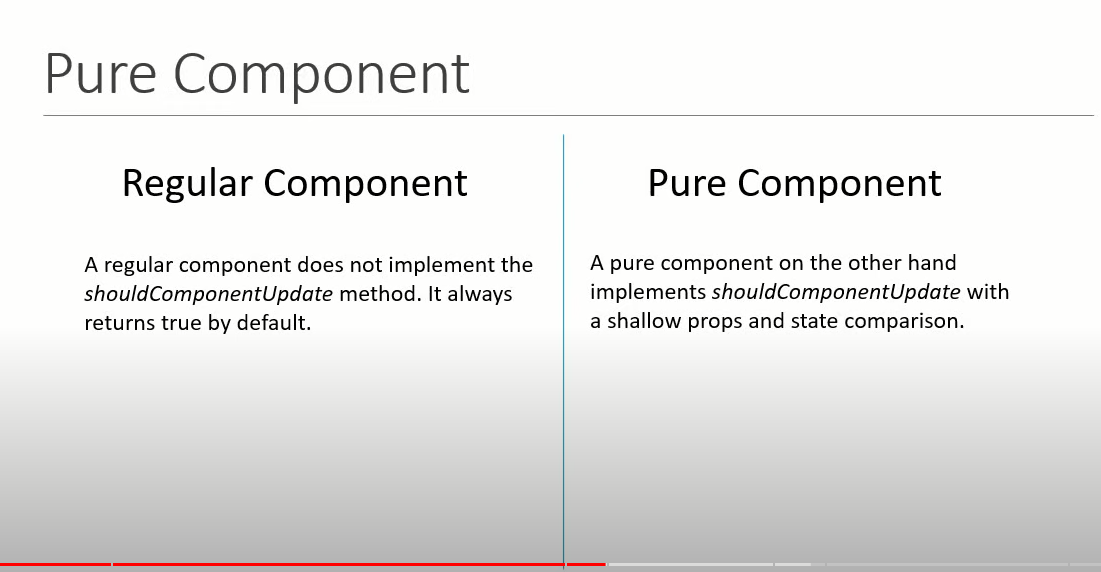 Pure Component
Regular Component
A regular component does not implement the
shouldComponentUpdate method. It always
returns true by default.
Pure Component
A pure component on the other hand
implements shouldComponentUpdate with
a shallow props and state comparison.